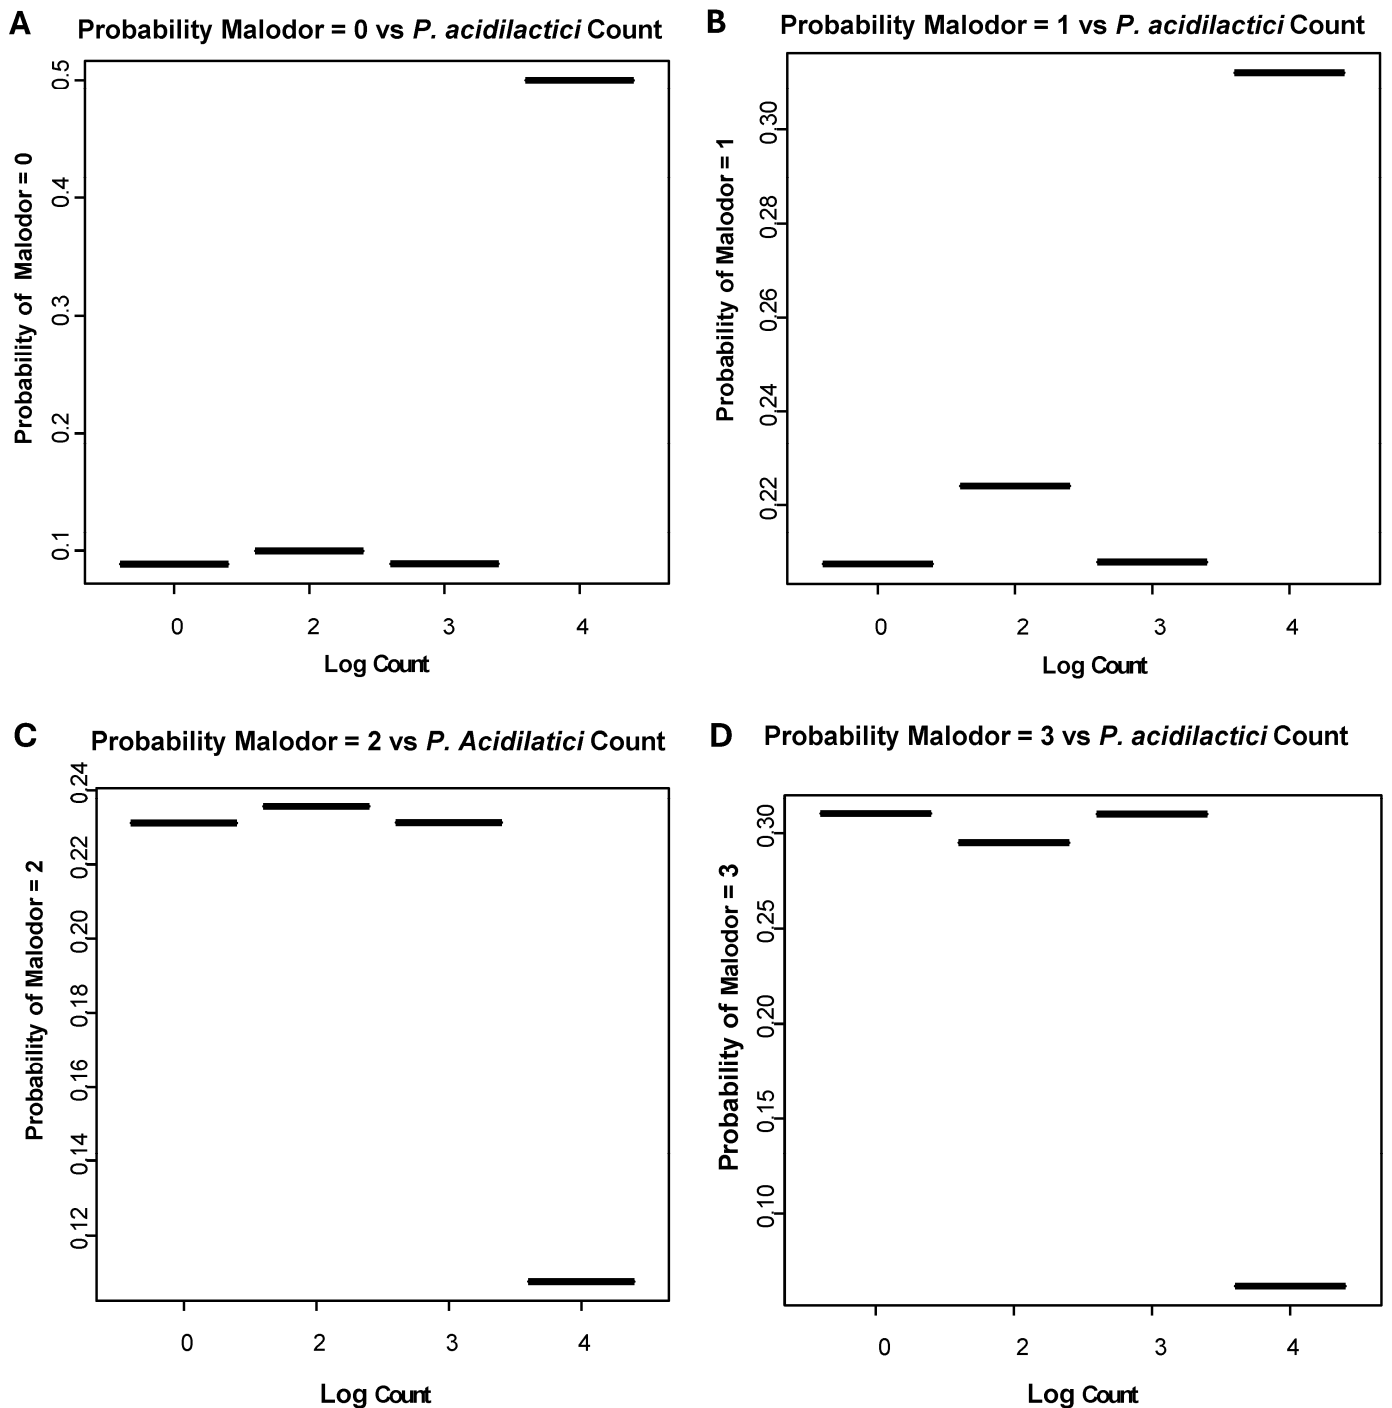 A
Probability Malodor = 0 vs P. acidilactici Count
Probability of Malodor = 0
0.5
0.4
0.3
0.2
0.1
0 2 3 4
Log Count
B
Probability Malodor = 1 vs P. acidilactici Count
Probability of Malodor = 1
0.30
0.28
0.26
0.24
0.22
0 2 3 4
Log Count
C
Probability Malodor = 2 vs P. Acidilatici Count
Probability of Malodor = 2
0.24
0.22
0.20
0.18
0.16
0.14
0.12
0 2 3 4
Log Count
D
Probability Malodor = 3 vs P. acidilactici Count
Probability of Malodor = 3
0.30
0.25
0.20
0.15
0.10
0 2 3 4
Log Count